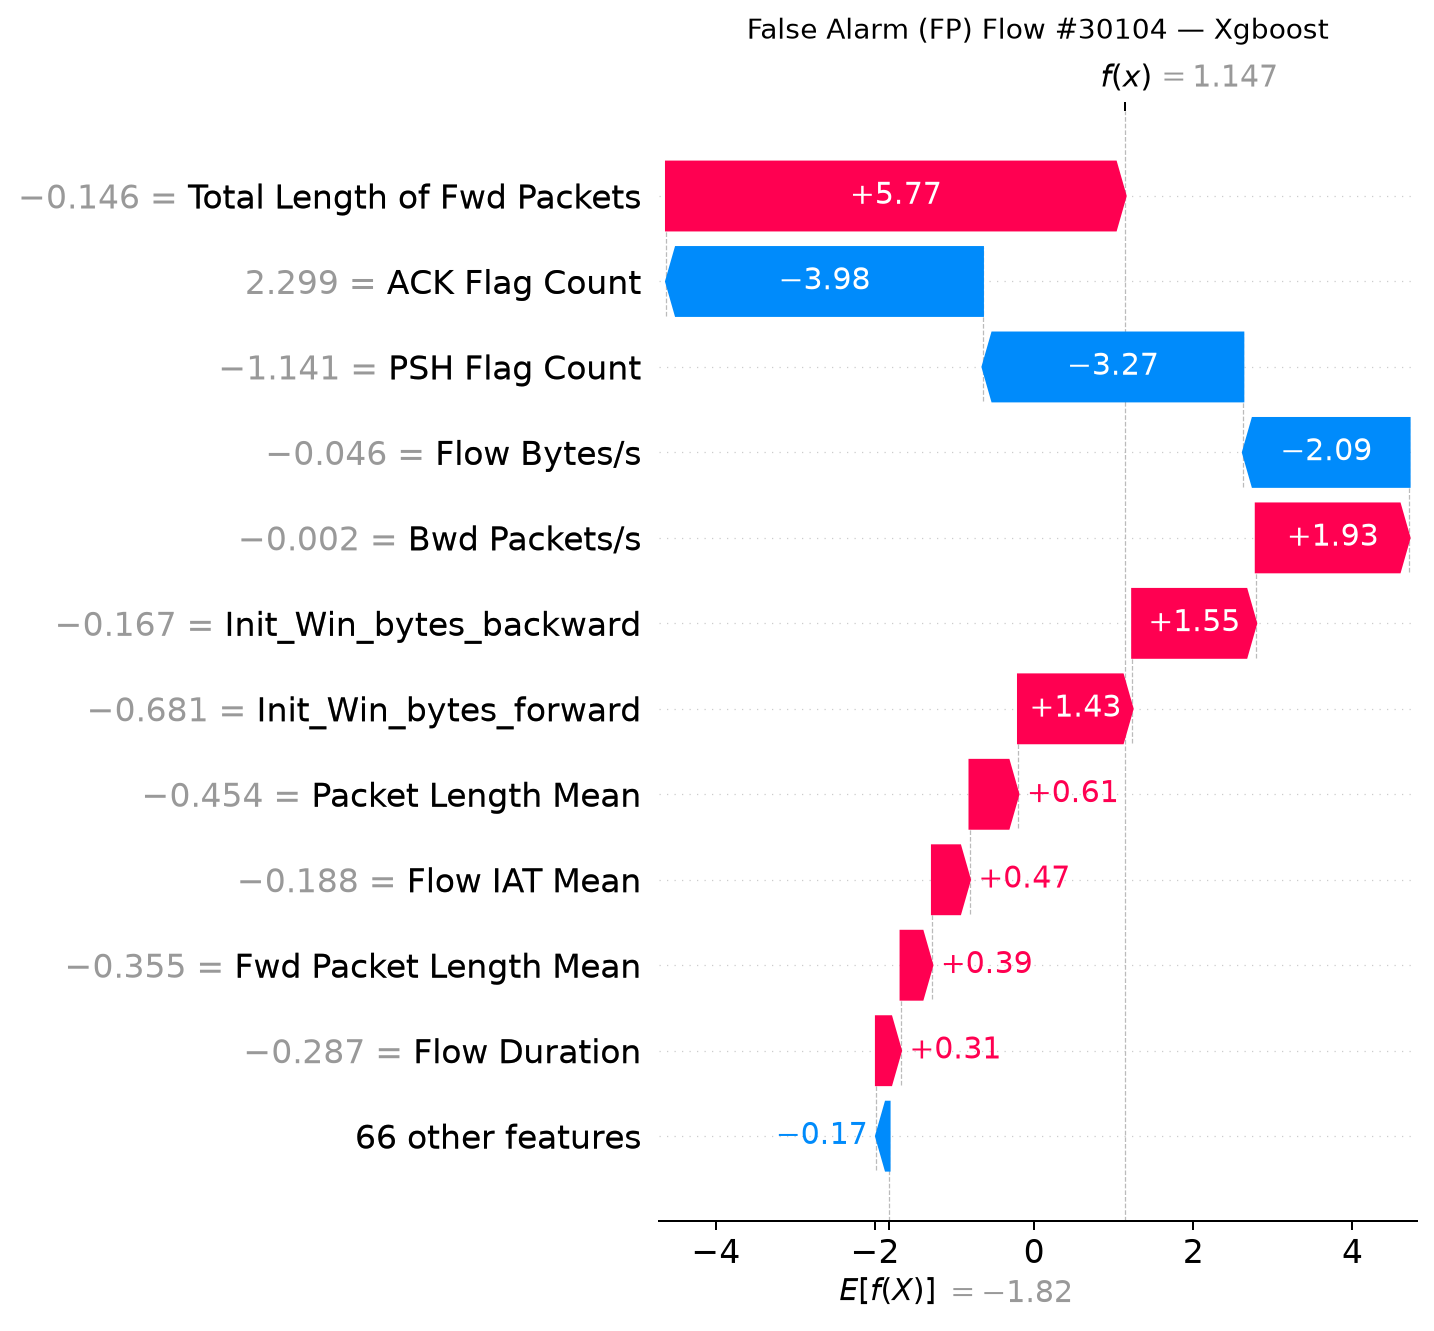 False Alarm (FP) Flow #30104 — Xgboost
f(x) = 1.147
−0.146 = Total Length of Fwd Packets +5.77
2.299 = ACK Flag Count −3.98
−1.141 = PSH Flag Count −3.27
−0.046 = Flow Bytes/s −2.09
−0.002 = Bwd Packets/s +1.93
−0.167 = Init_Win_bytes_backward +1.55
−0.681 = Init_Win_bytes_forward +1.43
−0.454 = Packet Length Mean +0.61
−0.188 = Flow IAT Mean +0.47
−0.355 = Fwd Packet Length Mean +0.39
−0.287 = Flow Duration +0.31
66 other features −0.17
−4 −2 0 2 4
E[f(X)] = −1.82